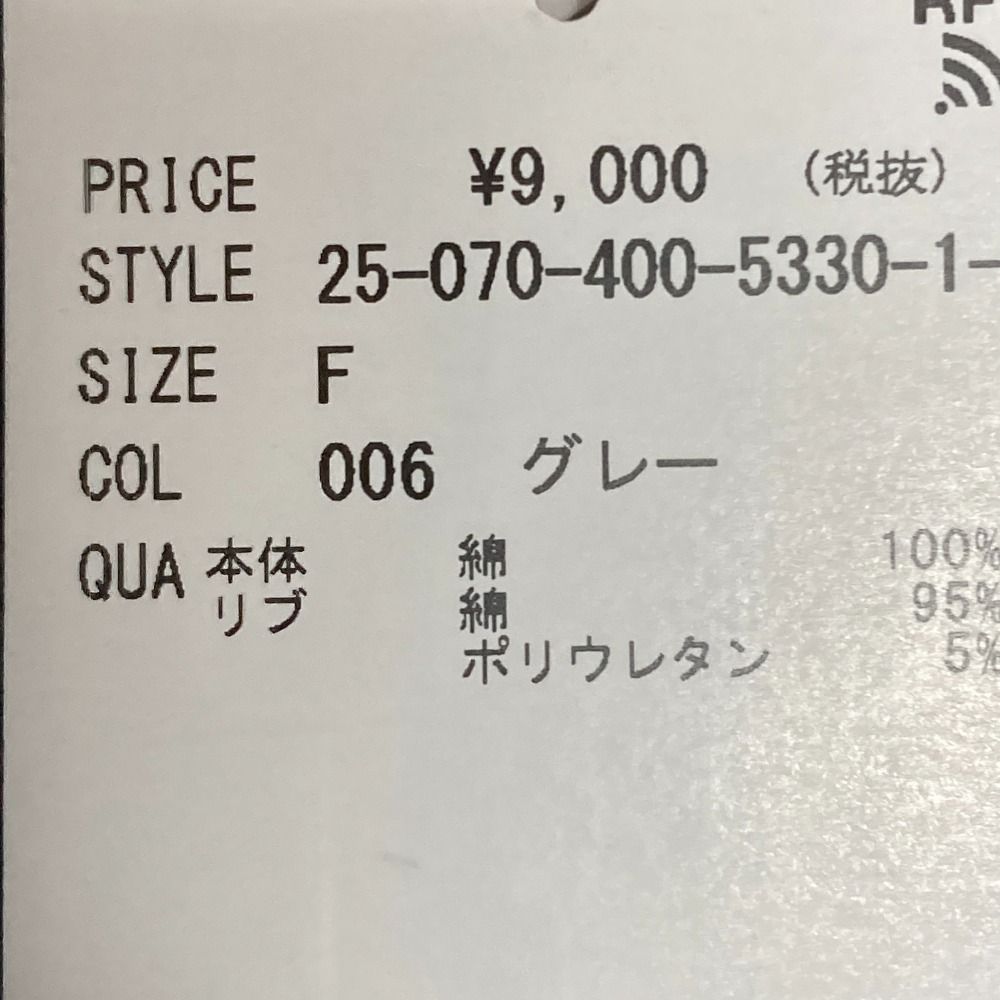 RF
PRICE ¥9,000 (税抜)
STYLE 25-070-400-5330-1-
SIZE F
COL 006 グレー
QUA 本体 綿 100%
リブ 綿 95%
ポリウレタン 5%